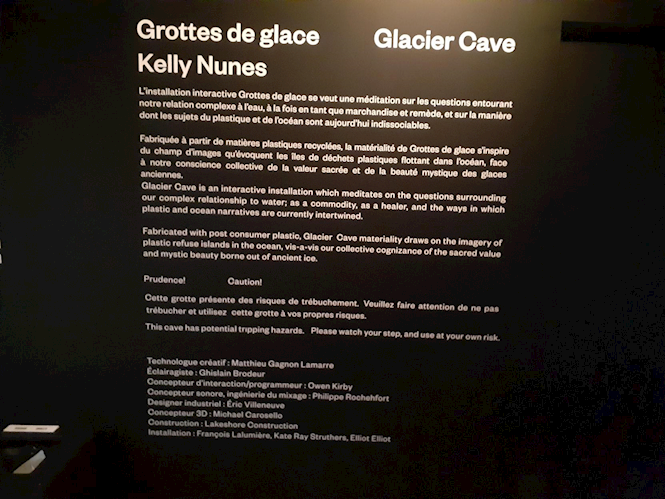 Grottes de glace Glacier Cave
Kelly Nunes
L'installation interactive Grottes de glace se veut une méditation sur les questions entourant
notre relation complexe à l'eau, à la fois en tant que marchandise et remède, et sur la manière
dont les sujets du plastique et de l'océan sont aujourd'hui indissociables.
Fabriquée à partir de matières plastiques recyclées, la matérialité de Grottes de glace s'inspire
du champ d'images qu'évoquent les îles de déchets plastiques flottant dans l'océan, face
à notre conscience collective de la valeur sacrée et de la beauté mystique des glaces
anciennes.
Glacier Cave is an interactive installation which meditates on the questions surrounding
our complex relationship to water; as a commodity, as a healer, and the ways in which
plastic and ocean narratives are currently intertwined.
Fabricated with post consumer plastic, Glacier Cave materiality draws on the imagery of
plastic refuse islands in the ocean, vis-a-vis our collective cognizance of the sacred value
and mystic beauty borne out of ancient ice.
Prudence! Caution!
Cette grotte présente des risques de trébuchement. Veuillez faire attention de ne pas
trébucher et utilisez cette grotte à vos propres risques.
This cave has potential tripping hazards. Please watch your step, and use at your own risk.
Technologue créatif : Matthieu Gagnon Lamarre
Éclairagiste : Ghislain Brodeur
Concepteur d'interaction/programmeur : Owen Kirby
Concepteur sonore, ingénierie du mixage : Philippe Rochehfort
Designer industriel : Éric Villeneuve
Concepteur 3D : Michael Carosello
Construction : Lakeshore Construction
Installation : François Lalumière, Kate Ray Struthers, Elliot Elliot